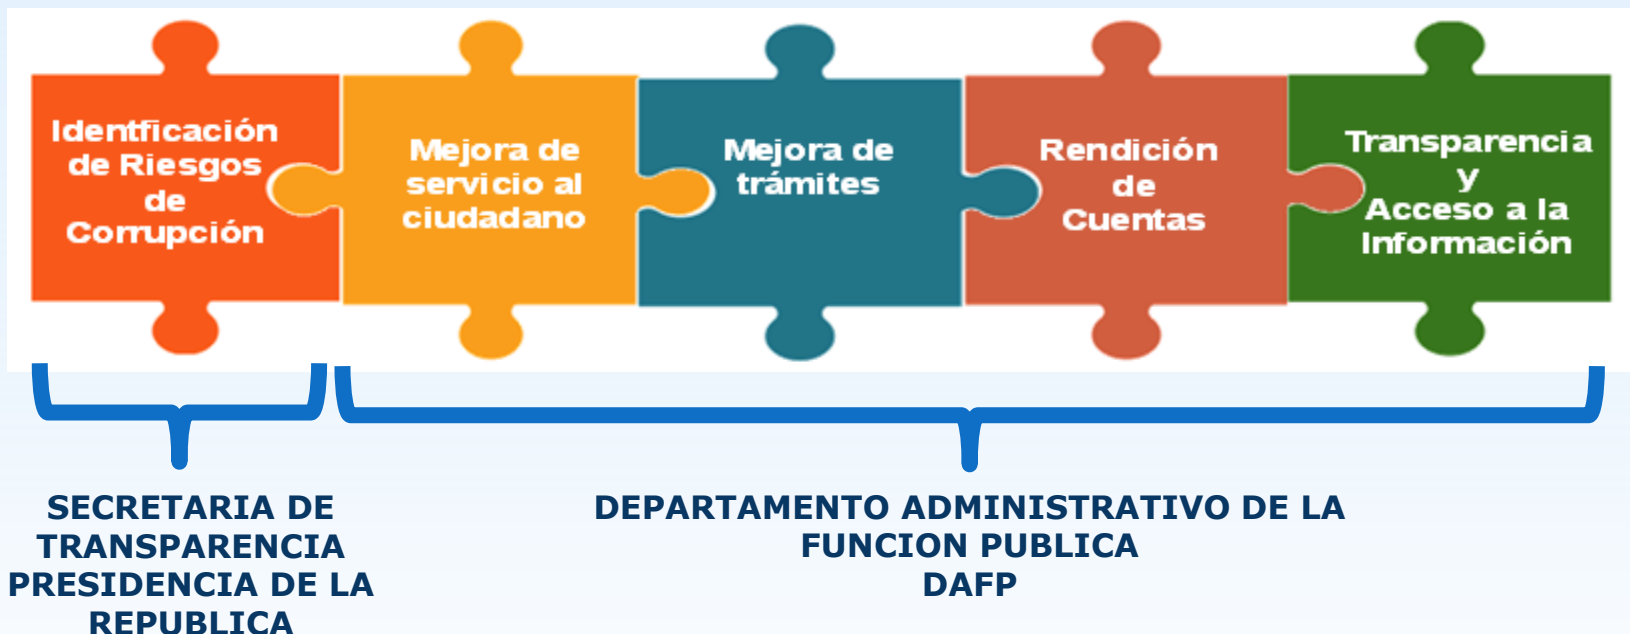 Identficación
de Riesgos
de
Corrupción
Mejora de
servicio al
ciudadano
Mejora de
trámites
Rendición
de
Cuentas
Transparencia
y
Acceso a la
Información
SECRETARIA DE
TRANSPARENCIA
PRESIDENCIA DE LA
REPUBLICA
DEPARTAMENTO ADMINISTRATIVO DE LA
FUNCION PUBLICA
DAFP